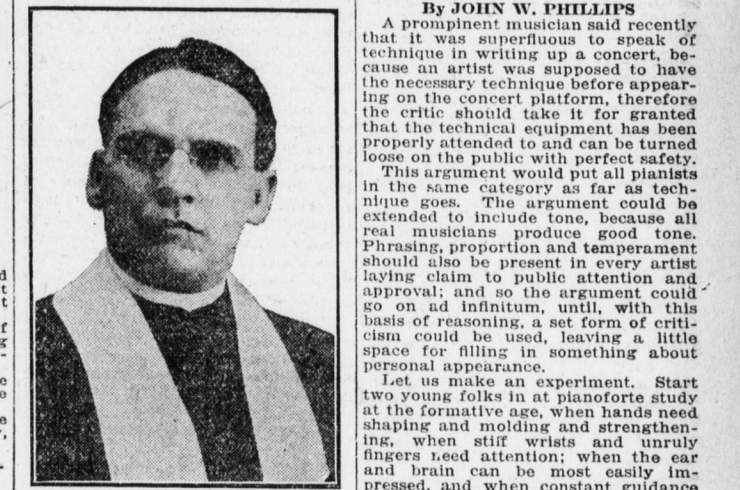 By JOHN W. PHILLIPS
A prompinent musician said recently
that it was superfluous to speak of
technique in writing up a concert, be-
cause an artist was supposed to have
the necessary technique before appear-
ing on the concert platform, therefore
the critic should take it for granted
that the technical equipment has been
properly attended to and can be turned
loose on the public with perfect safety.
This argument would put all pianists
in the same category as far as tech-
nique goes. The argument could be
extended to include tone, because all
real musicians produce good tone.
Phrasing, proportion and temperament
should also be present in every artist
laying claim to public attention and
approval; and so the argument could
go on ad infinitum, until, with this
basis of reasoning, a set form of criti-
cism could be used, leaving a little
space for filling in something about
personal appearance.
Let us make an experiment. Start
two young folks in at pianoforte study
at the formative age, when hands need
shaping and molding and strengthen-
ing, when stiff wrists and unruly
fingers need attention; when the ear
and brain can be most easily im-
pressed, and when constant guidance